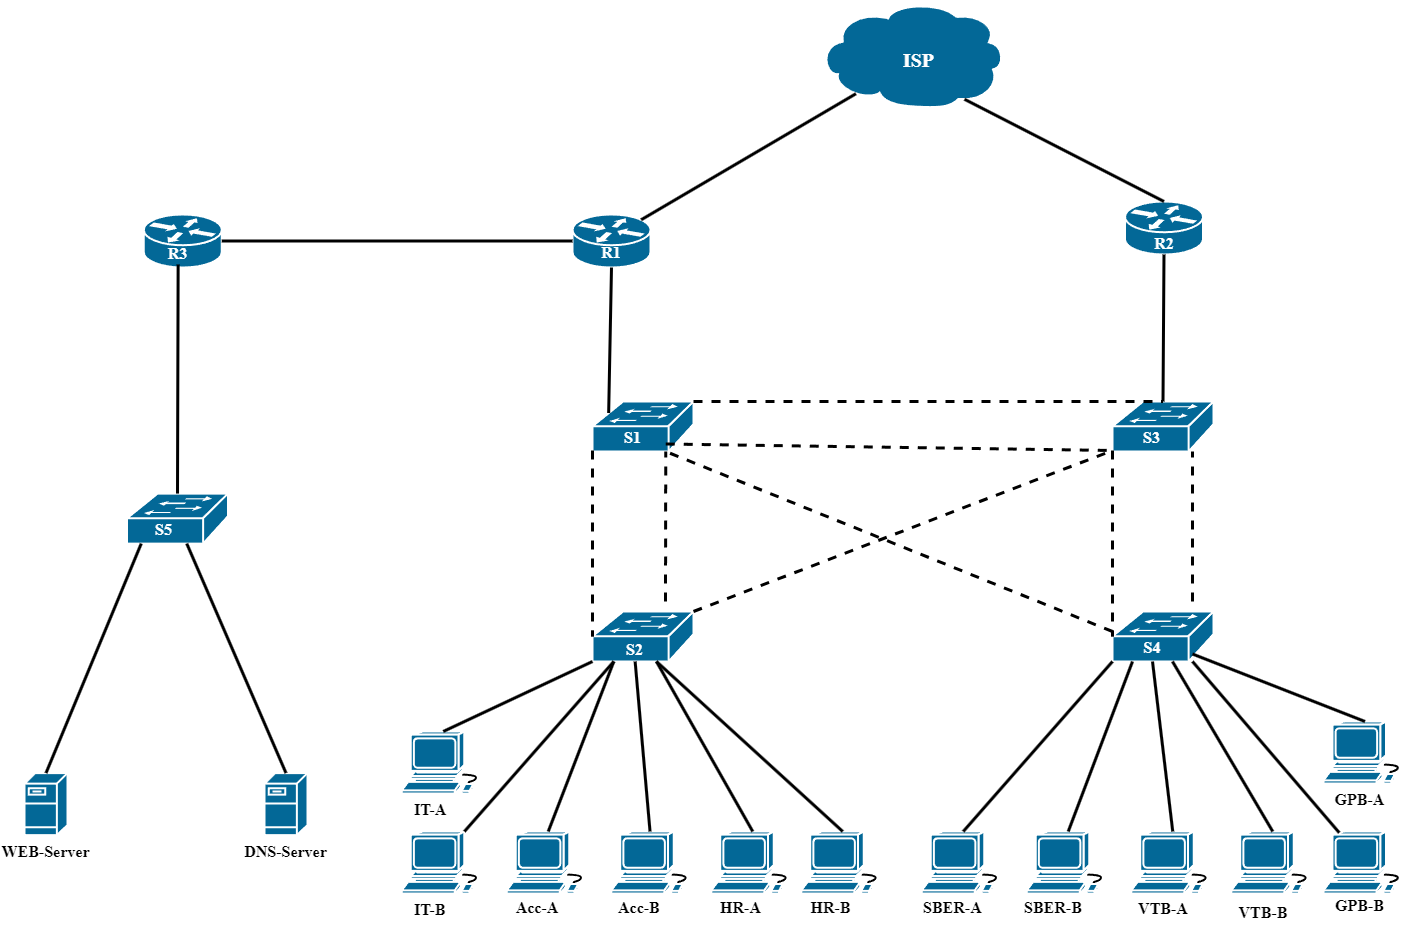 ISP
R3
R1
R2
S1
S3
S5
S2
S4
IT-A
GPB-A
WEB-Server
DNS-Server
IT-B
Acc-A
Acc-B
HR-A
HR-B
SBER-A
SBER-B
VTB-A
VTB-B
GPB-B